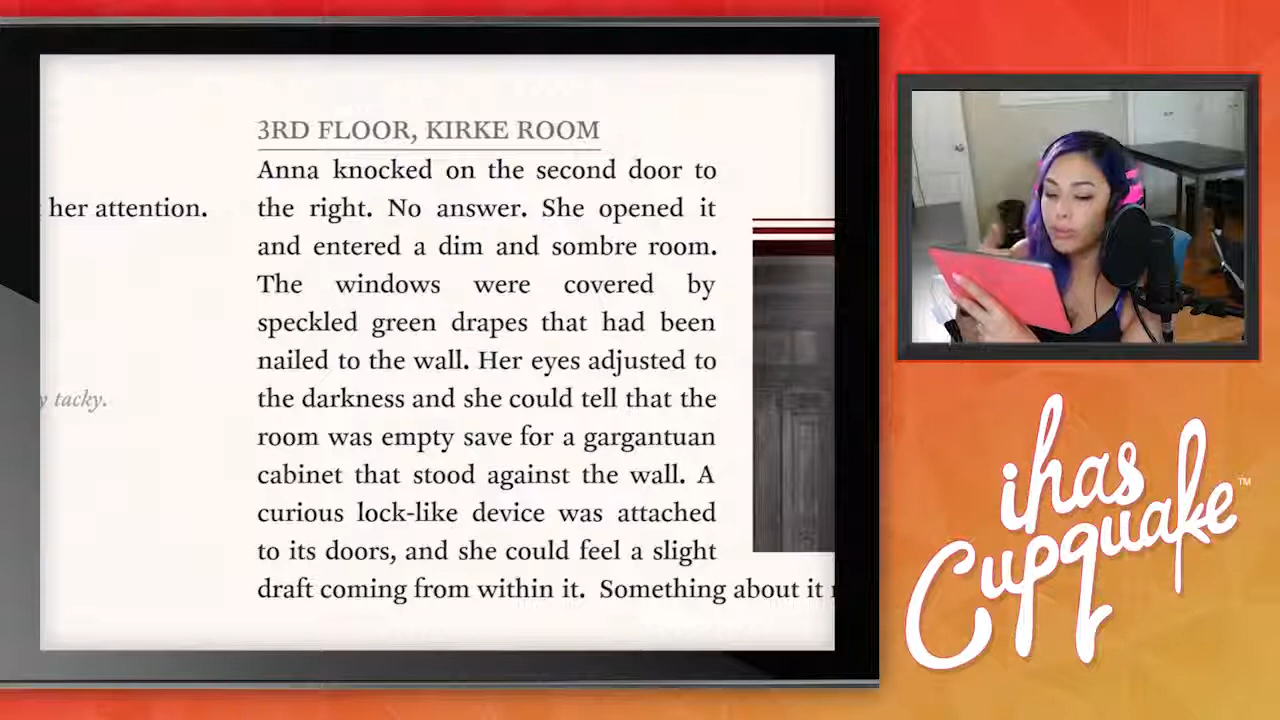 her attention.
tacky.
3RD FLOOR, KIRKE ROOM
Anna knocked on the second door to
the right. No answer. She opened it
and entered a dim and sombre room.
The windows were covered by
speckled green drapes that had been
nailed to the wall. Her eyes adjusted to
the darkness and she could tell that the
room was empty save for a gargantuan
cabinet that stood against the wall. A
curious lock-like device was attached
to its doors, and she could feel a slight
draft coming from within it. Something about it
ihas
Cupquake™